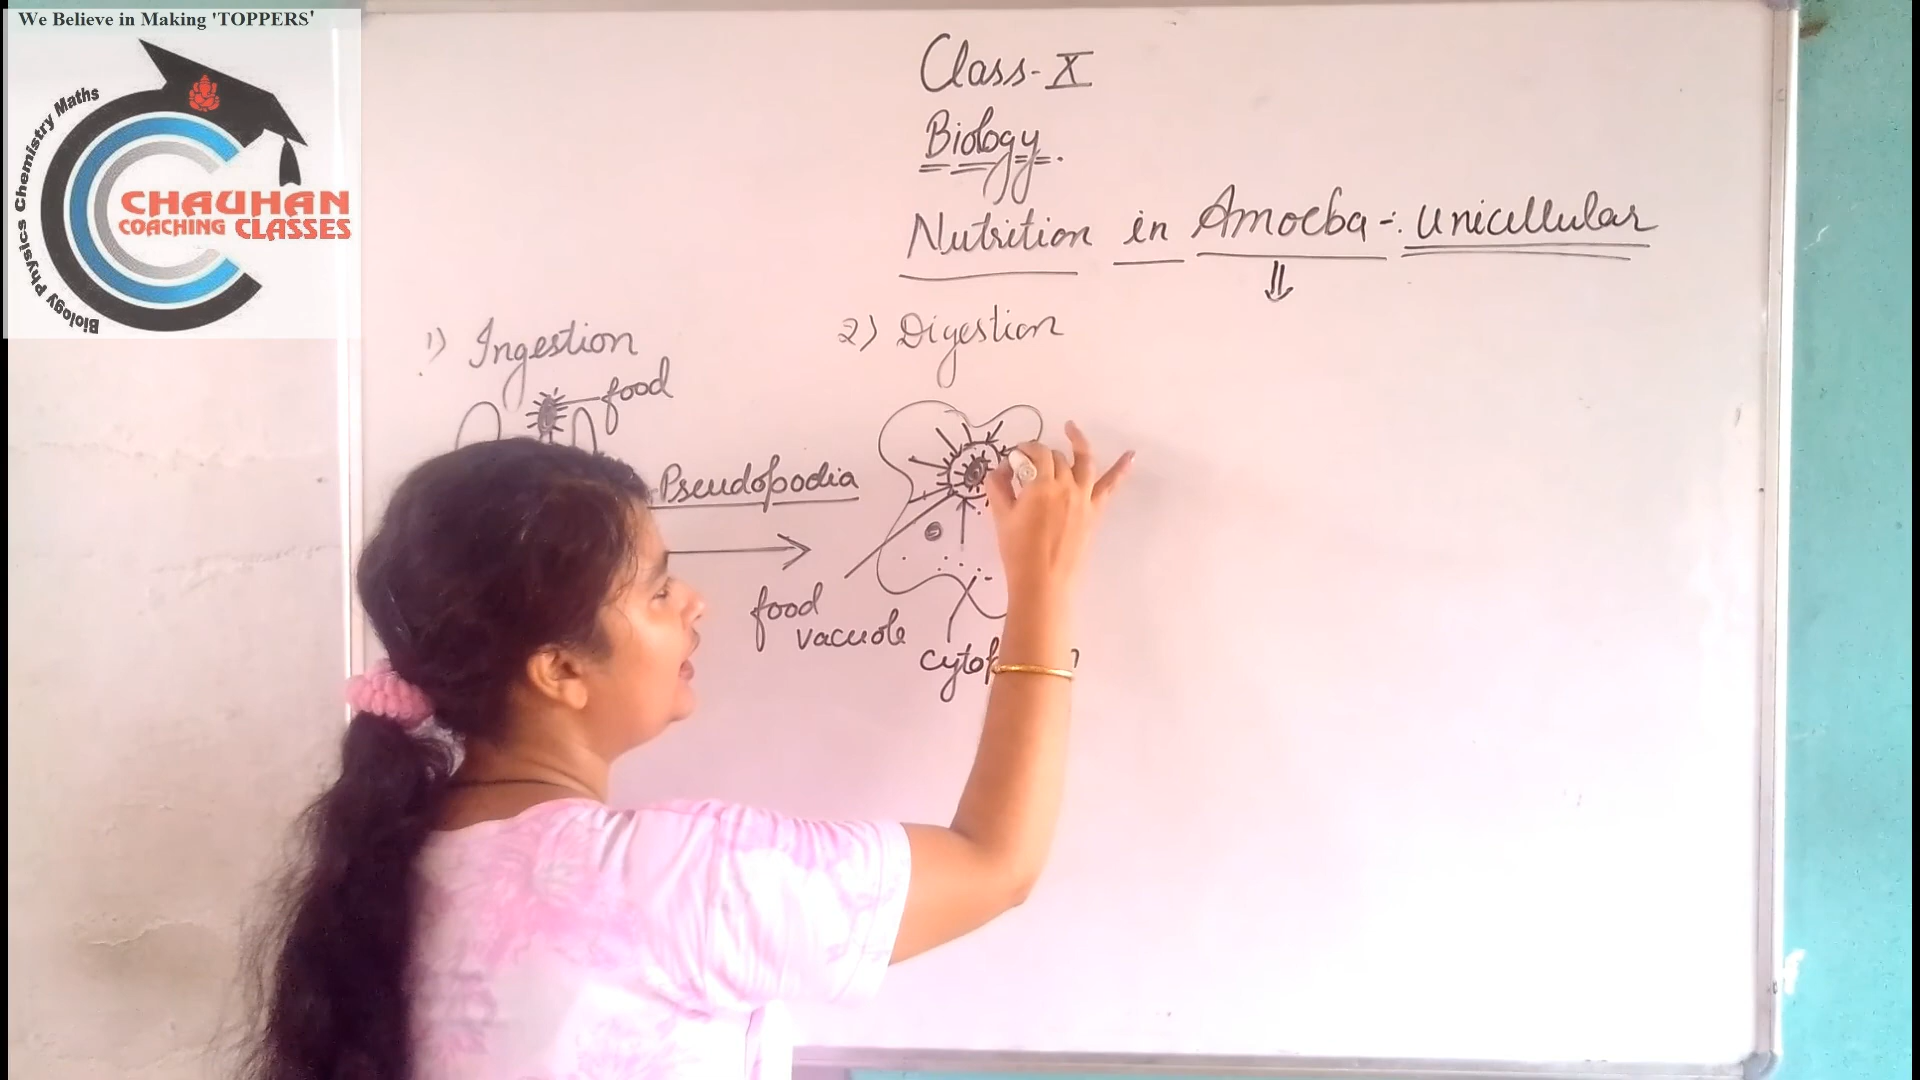 We Believe in Making 'TOPPERS'
Biology Physics Chemistry Maths
CHAUHAN
COACHING CLASSES
Class-X
Biology.
Nutrition in Amoeba-: Unicellular
1) Ingestion
2) Digestion
food
Pseudopodia
food
vacuole